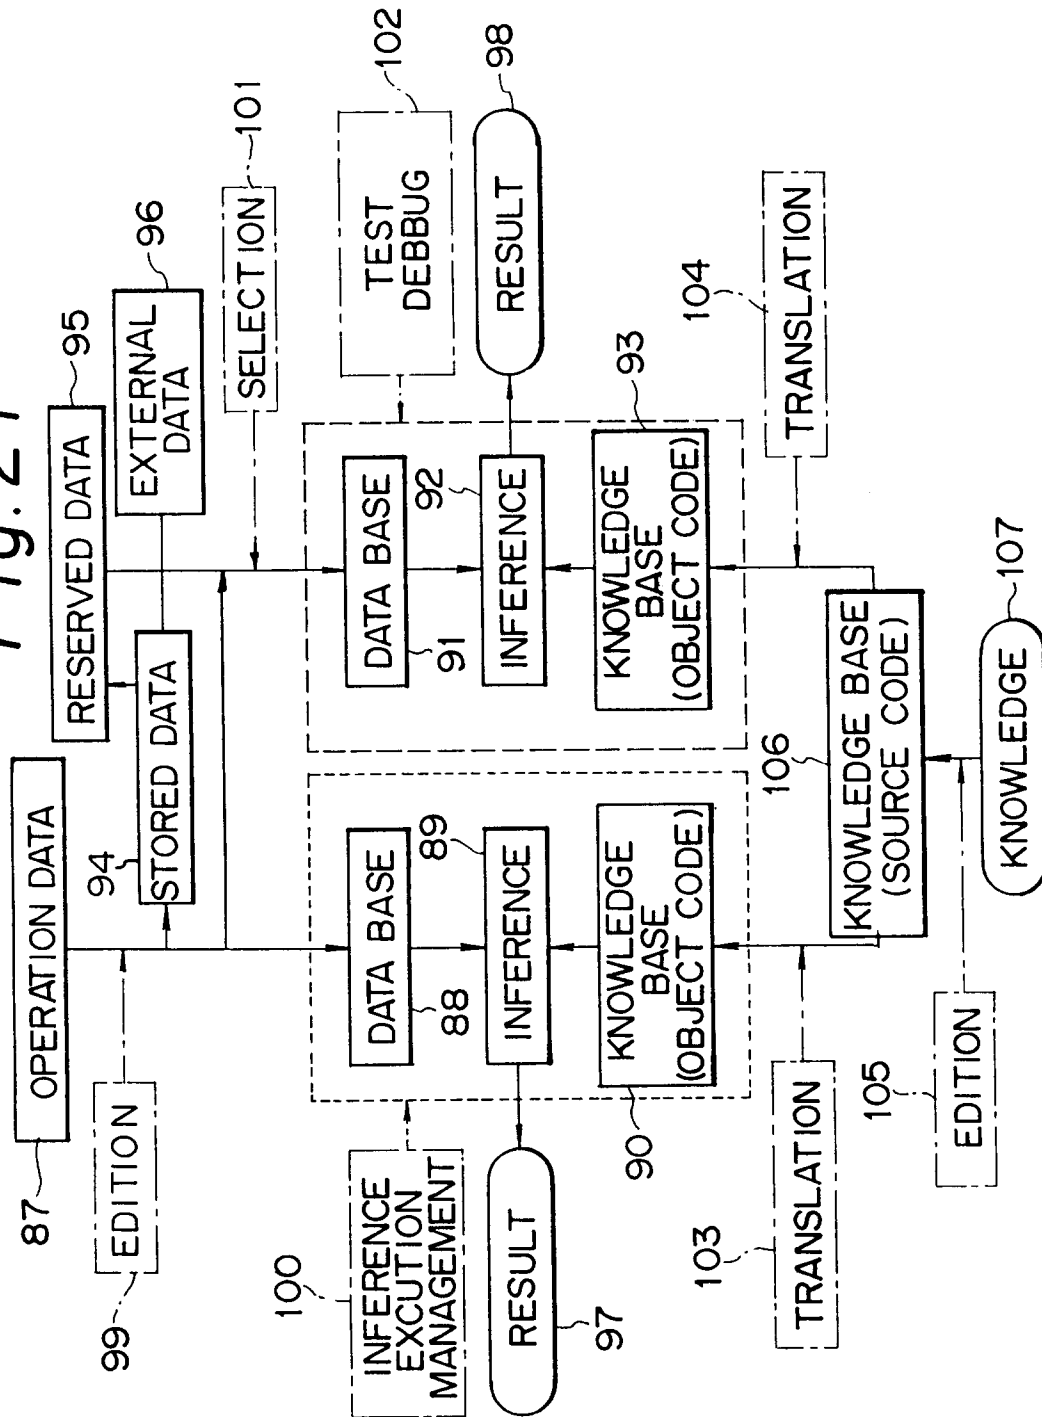 Fig. 21
87
OPERATION DATA
RESERVED DATA
95
99
EDITION
94
STORED DATA
EXTERNAL
DATA
96
SELECTION
101
100
INFERENCE
EXCUTION
MANAGEMENT
DATA BASE
88
DATA BASE
91
TEST
DEBBUG
102
89
INFERENCE
92
INFERENCE
RESULT
97
RESULT
98
90
KNOWLEDGE
BASE
(OBJECT CODE)
KNOWLEDGE
BASE
(OBJECT CODE)
93
103
TRANSLATION
104
TRANSLATION
106
KNOWLEDGE BASE
(SOURCE CODE)
105
EDITION
KNOWLEDGE
107